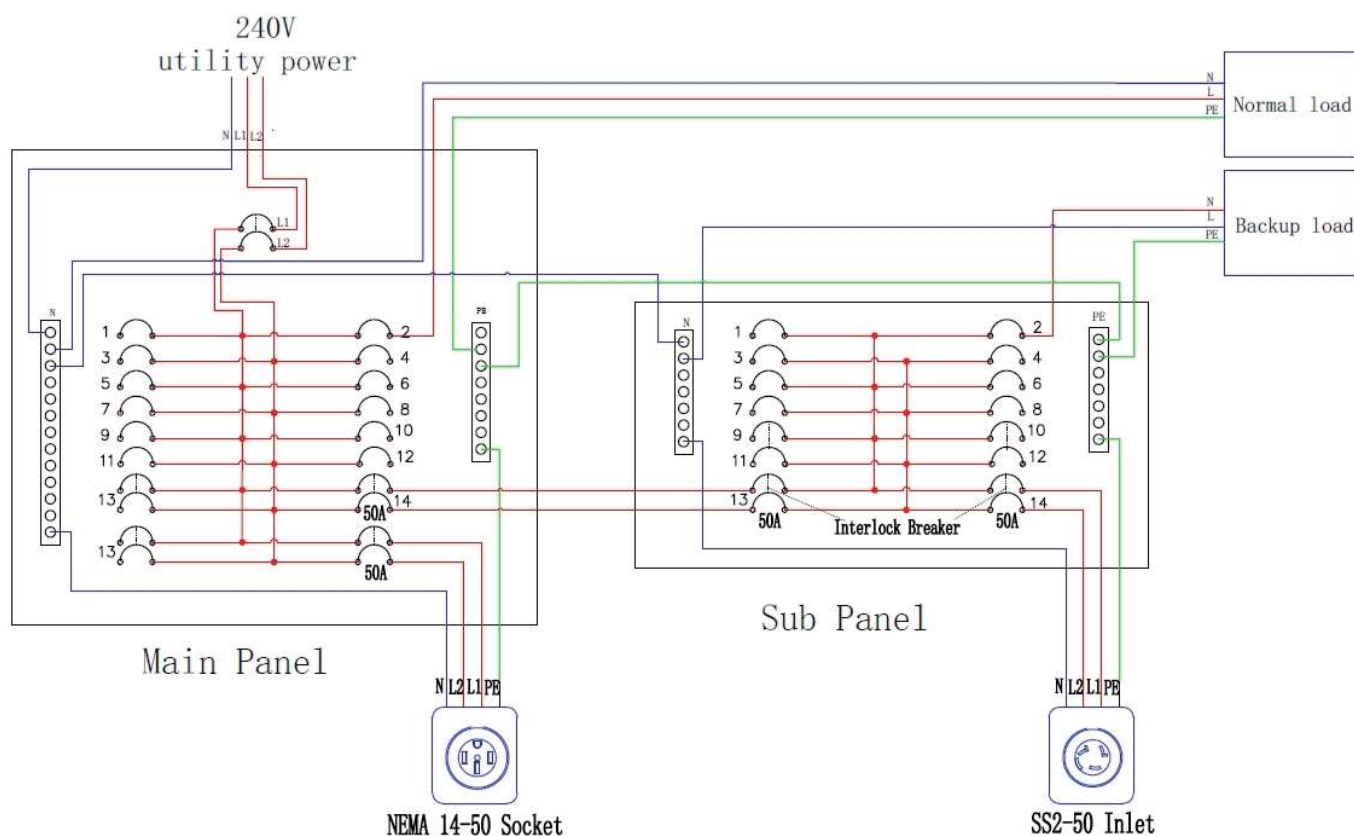 240V
utility power
N L1 L2
N
L
PE
Normal load
N
L
PE
Backup load
L1
L2
N
PE
1
2
3
4
5
6
7
8
9
10
11
12
13
14
50A
13
50A
N
PE
1
2
3
4
5
6
7
8
9
10
11
12
13
14
50A
Interlock Breaker
50A
Main Panel
Sub Panel
N L2 L1 PE
N L2 L1 PE
NEMA 14-50 Socket
SS2-50 Inlet